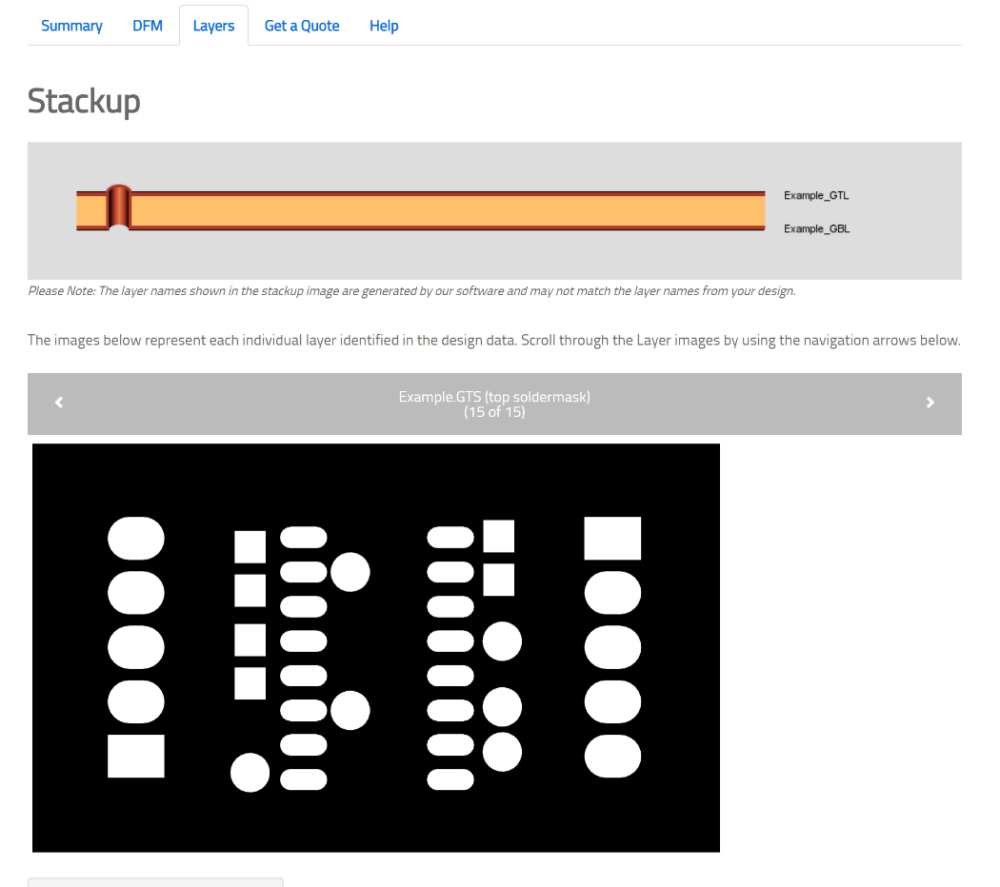 Summary DFM Layers Get a Quote Help
Stackup
Example_GTL
Example_GBL
Please Note: The layer names shown in the stackup image are generated by our software and may not match the layer names from your design.
The images below represent each individual layer identified in the design data. Scroll through the Layer images by using the navigation arrows below.
Example.GTS (top soldermask)
(15 of 15)